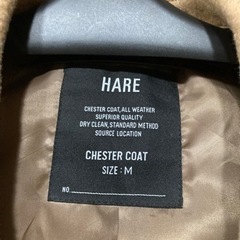 HARE
CHESTER COAT, ALL WEATHER
SUPERIOR QUALITY
DRY CLEAN, STANDARD METHOD
SOURCE LOCATION
CHESTER COAT
SIZE : M
NO.